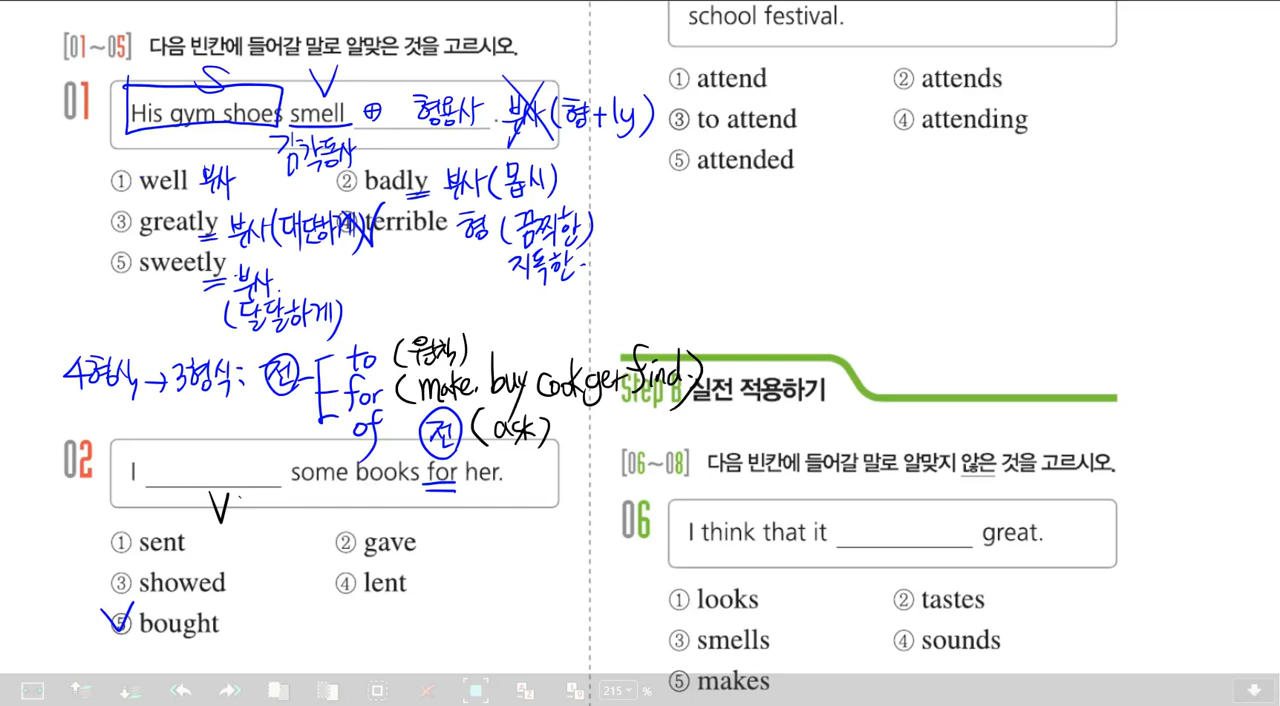 [01~05] 다음 빈칸에 들어갈 말로 알맞은 것을 고르시오.
S V
01 His gym shoes smell ⊕ 형용사 . 부사 (형+ly)
감각동사
① well 부사 ② badly = 부사(몹시)
③ greatly = 부사(대단하게) ④ terrible 형 (끔찍한)
지독한.
⑤ sweetly = 부사.
(달달하게)
4형식 → 3형식: 전 to (원칙)
for (make. buy cook get find.)
of 전 (ask)
02 I ____________ some books for her.
V
① sent ② gave
③ showed ④ lent
⑤ bought
school festival.
① attend ② attends
③ to attend ④ attending
⑤ attended
Step B 실전 적용하기
[06~08] 다음 빈칸에 들어갈 말로 알맞지 않은 것을 고르시오.
06 I think that it ____________ great.
① looks ② tastes
③ smells ④ sounds
⑤ makes
215 %